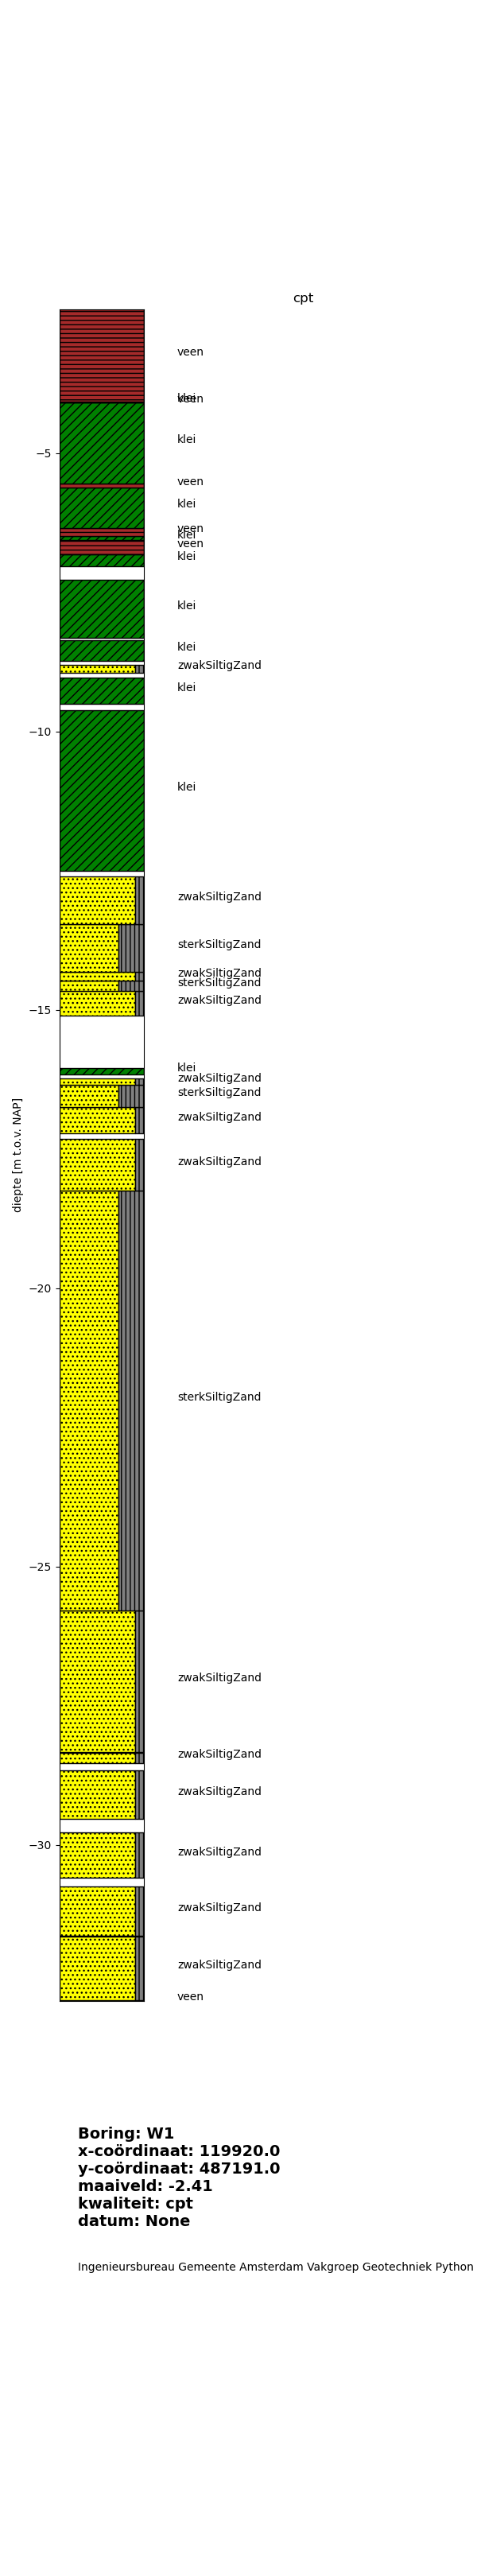 cpt
veen
klei
veen
−5
klei
veen
klei
veen
klei
veen
klei
klei
klei
zwakSiltigZand
klei
−10
klei
zwakSiltigZand
sterkSiltigZand
zwakSiltigZand
sterkSiltigZand
zwakSiltigZand
−15
klei
zwakSiltigZand
sterkSiltigZand
zwakSiltigZand
diepte [m t.o.v. NAP]
zwakSiltigZand
−20
sterkSiltigZand
−25
zwakSiltigZand
zwakSiltigZand
zwakSiltigZand
−30
zwakSiltigZand
zwakSiltigZand
zwakSiltigZand
veen
Boring: W1
x-coördinaat: 119920.0
y-coördinaat: 487191.0
maaiveld: -2.41
kwaliteit: cpt
datum: None
Ingenieursbureau Gemeente Amsterdam Vakgroep Geotechniek Python